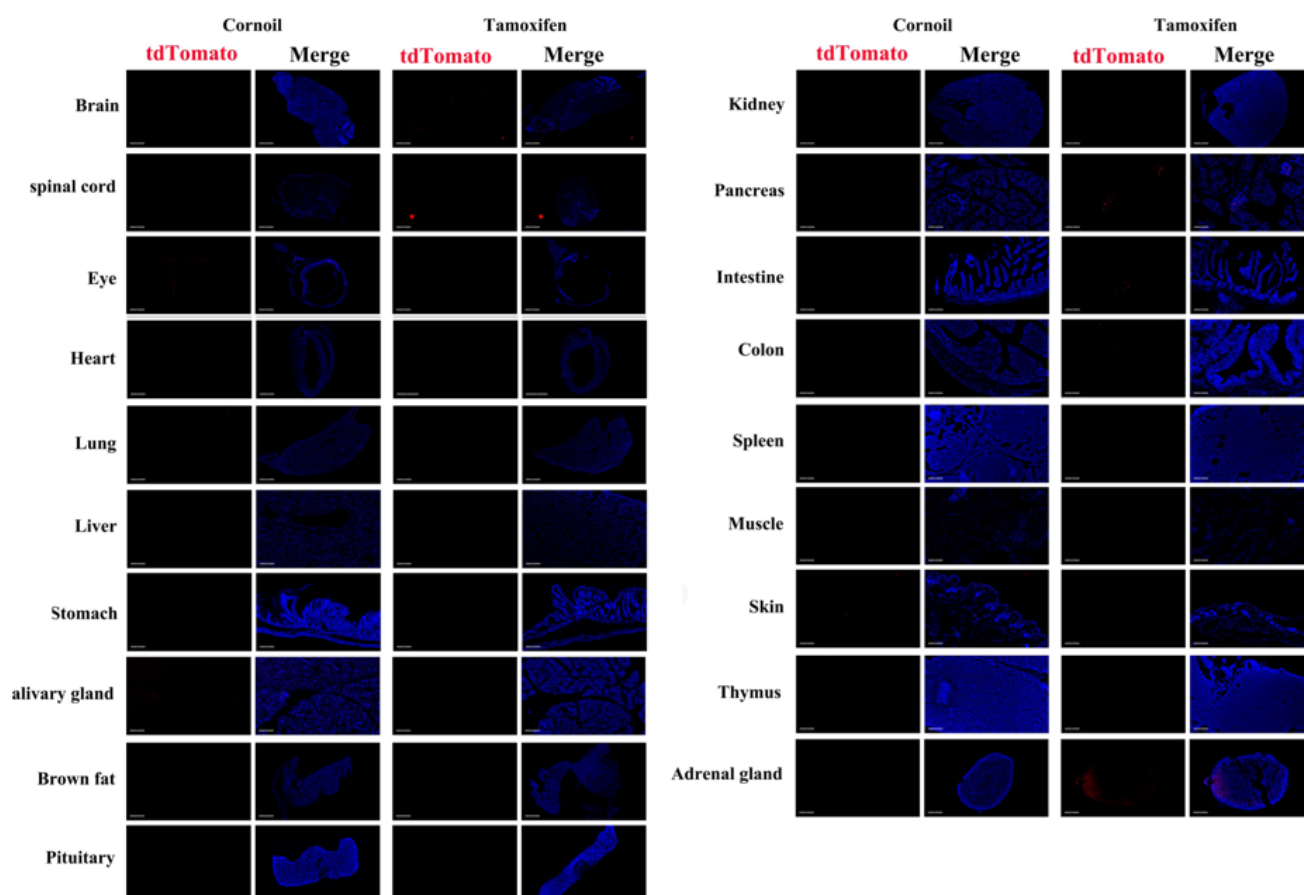 Cornoil Tamoxifen
tdTomato Merge tdTomato Merge
Brain
spinal cord
Eye
Heart
Lung
Liver
Stomach
alivary gland
Brown fat
Pituitary
Cornoil Tamoxifen
tdTomato Merge tdTomato Merge
Kidney
Pancreas
Intestine
Colon
Spleen
Muscle
Skin
Thymus
Adrenal gland